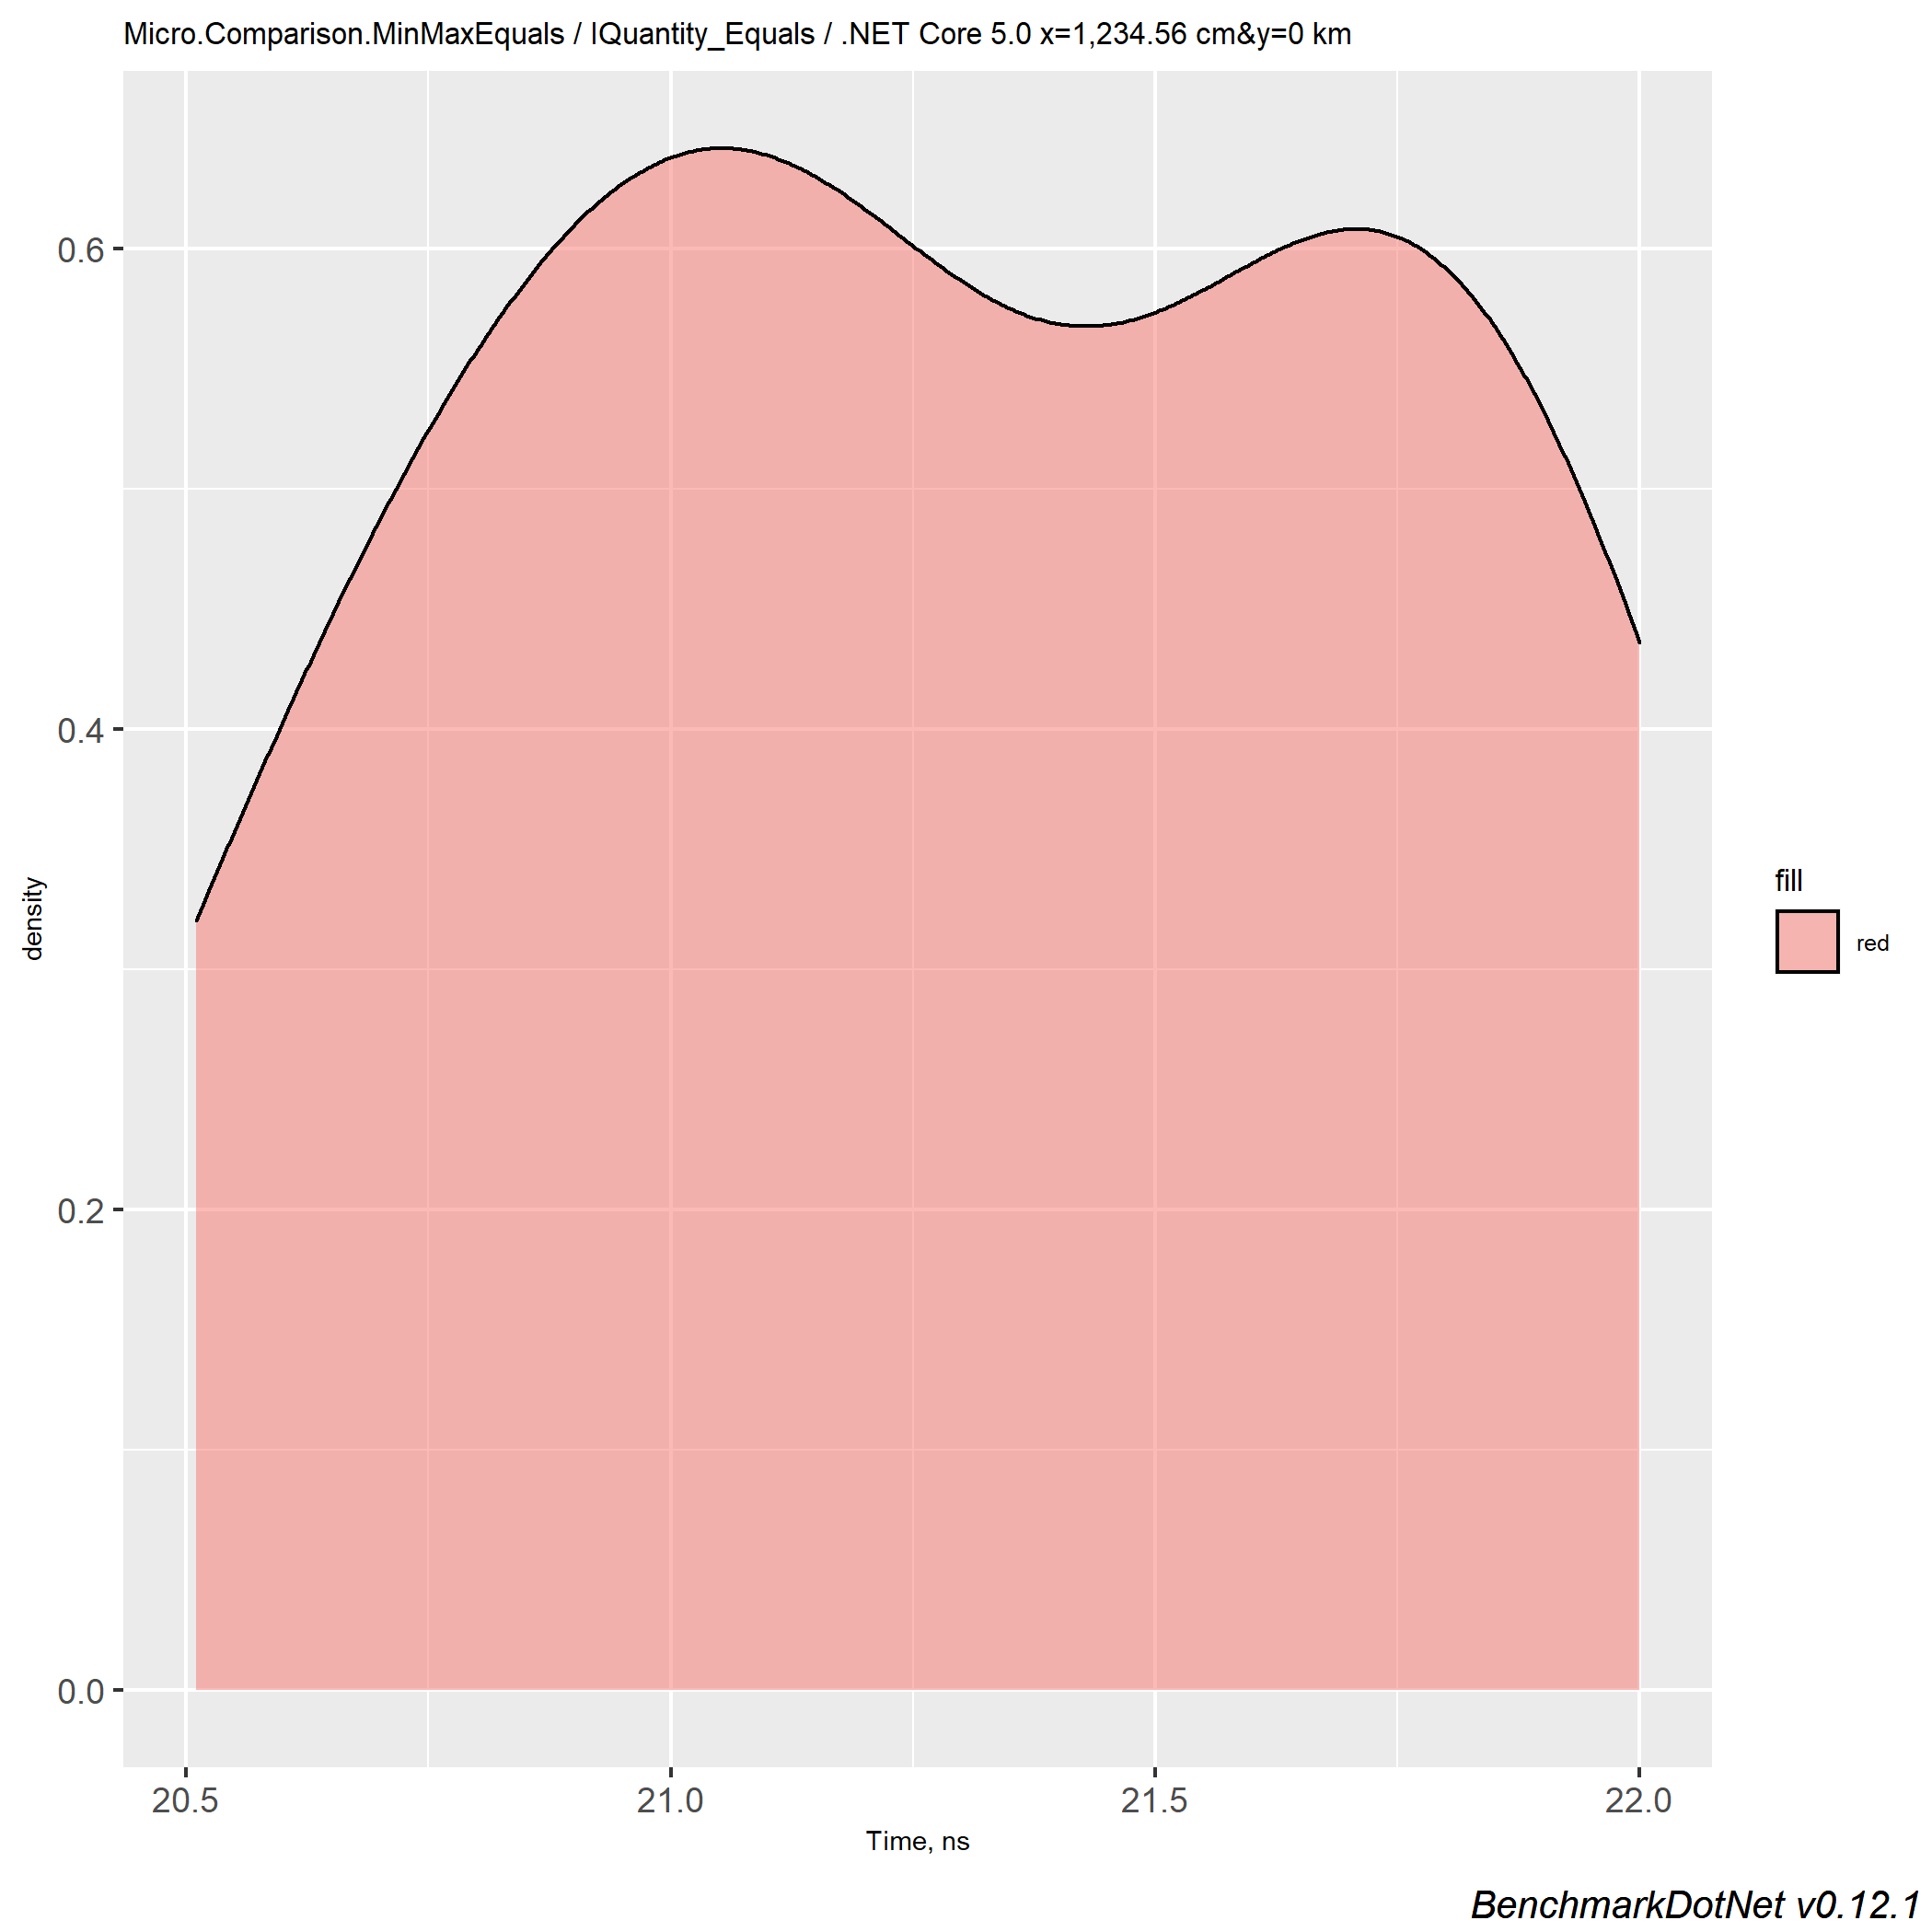 Micro.Comparison.MinMaxEquals / IQuantity_Equals / .NET Core 5.0 x=1,234.56 cm&y=0 km
0.6
0.4
0.2
0.0
density
20.5 21.0 21.5 22.0
Time, ns
fill
red
BenchmarkDotNet v0.12.1